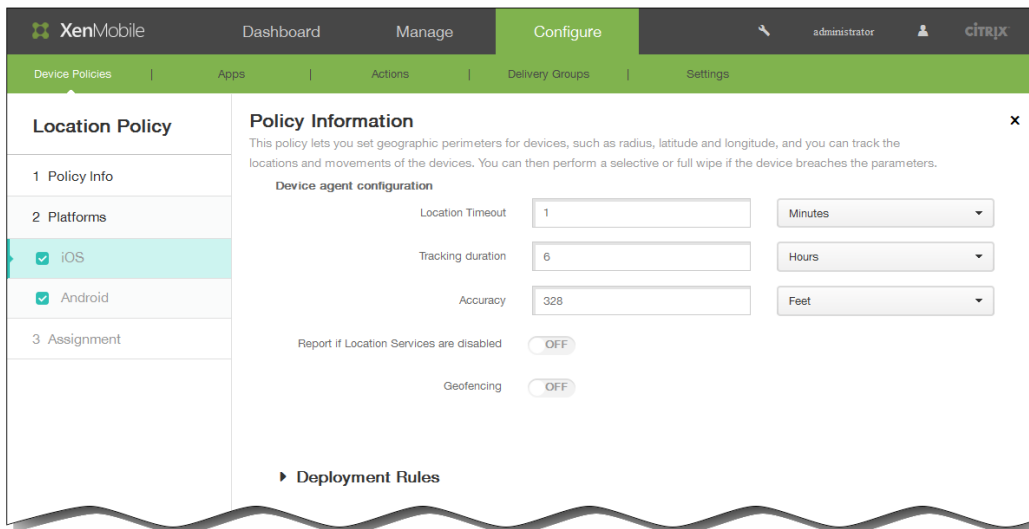 XenMobile Dashboard Manage Configure administrator CITRIX
Device Policies | Apps | Actions | Delivery Groups | Settings
Location Policy
1 Policy Info
2 Platforms
iOS
Android
3 Assignment
Policy Information x
This policy lets you set geographic perimeters for devices, such as radius, latitude and longitude, and you can track the
locations and movements of the devices. You can then perform a selective or full wipe if the device breaches the parameters.
Device agent configuration
Location Timeout 1 Minutes
Tracking duration 6 Hours
Accuracy 328 Feet
Report if Location Services are disabled OFF
Geofencing OFF
Deployment Rules